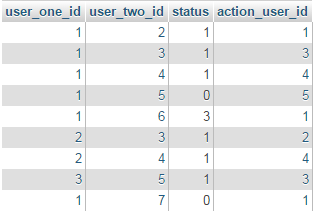 user_one_id user_two_id status action_user_id
1 2 1 1
1 3 1 3
1 4 1 4
1 5 0 5
1 6 3 1
2 3 1 2
2 4 1 4
3 5 1 3
1 7 0 1